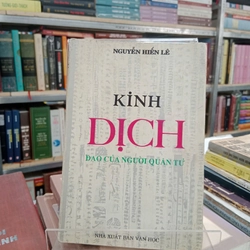 NGUYỄN HIẾN LÊ
KINH
DỊCH
ĐẠO CỦA NGƯỜI QUÂN TỬ
NHÀ XUẤT BẢN VĂN HỌC